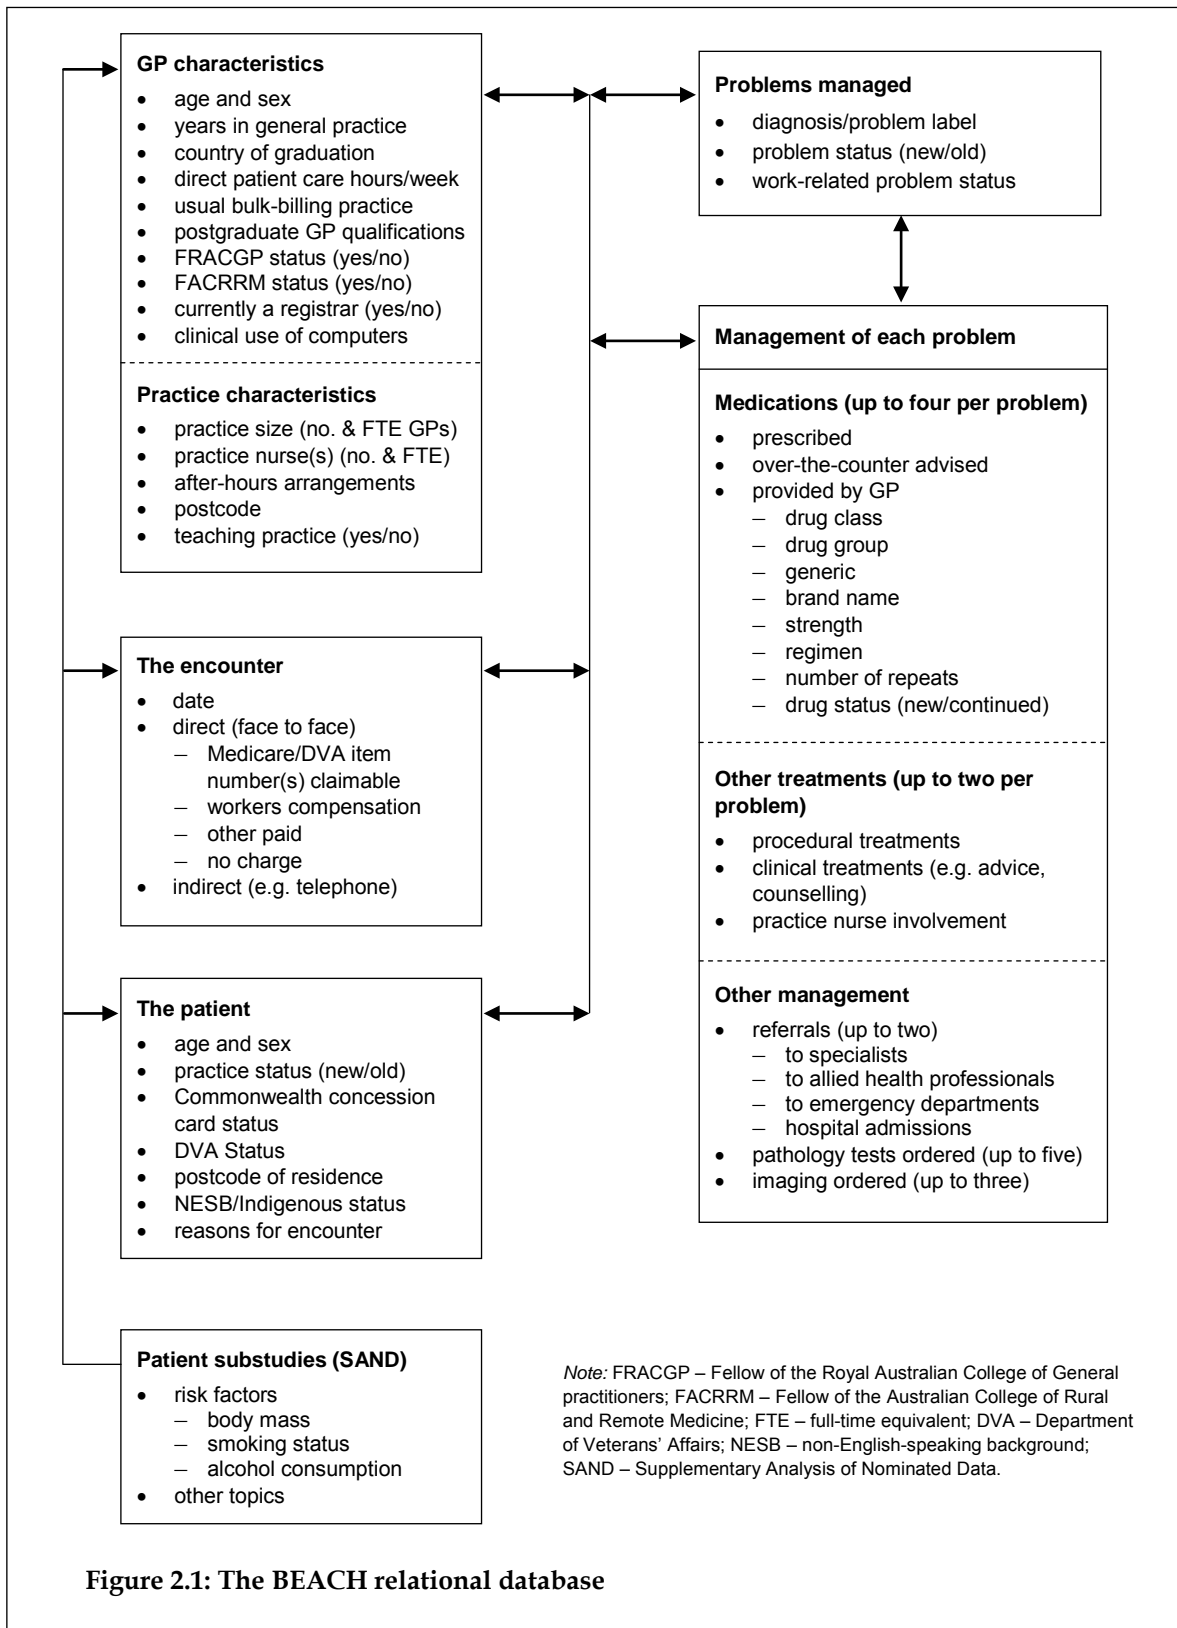 GP characteristics
• age and sex
• years in general practice
• country of graduation
• direct patient care hours/week
• usual bulk-billing practice
• postgraduate GP qualifications
• FRACGP status (yes/no)
• FACRRM status (yes/no)
• currently a registrar (yes/no)
• clinical use of computers
Practice characteristics
• practice size (no. & FTE GPs)
• practice nurse(s) (no. & FTE)
• after-hours arrangements
• postcode
• teaching practice (yes/no)
The encounter
• date
• direct (face to face)
– Medicare/DVA item
number(s) claimable
– workers compensation
– other paid
– no charge
• indirect (e.g. telephone)
The patient
• age and sex
• practice status (new/old)
• Commonwealth concession
card status
• DVA Status
• postcode of residence
• NESB/Indigenous status
• reasons for encounter
Patient substudies (SAND)
• risk factors
– body mass
– smoking status
– alcohol consumption
• other topics
Problems managed
• diagnosis/problem label
• problem status (new/old)
• work-related problem status
Management of each problem
Medications (up to four per problem)
• prescribed
• over-the-counter advised
• provided by GP
– drug class
– drug group
– generic
– brand name
– strength
– regimen
– number of repeats
– drug status (new/continued)
Other treatments (up to two per
problem)
• procedural treatments
• clinical treatments (e.g. advice,
counselling)
• practice nurse involvement
Other management
• referrals (up to two)
– to specialists
– to allied health professionals
– to emergency departments
– hospital admissions
• pathology tests ordered (up to five)
• imaging ordered (up to three)
Note: FRACGP – Fellow of the Royal Australian College of General
practitioners; FACRRM – Fellow of the Australian College of Rural
and Remote Medicine; FTE – full-time equivalent; DVA – Department
of Veterans' Affairs; NESB – non-English-speaking background;
SAND – Supplementary Analysis of Nominated Data.
Figure 2.1: The BEACH relational database